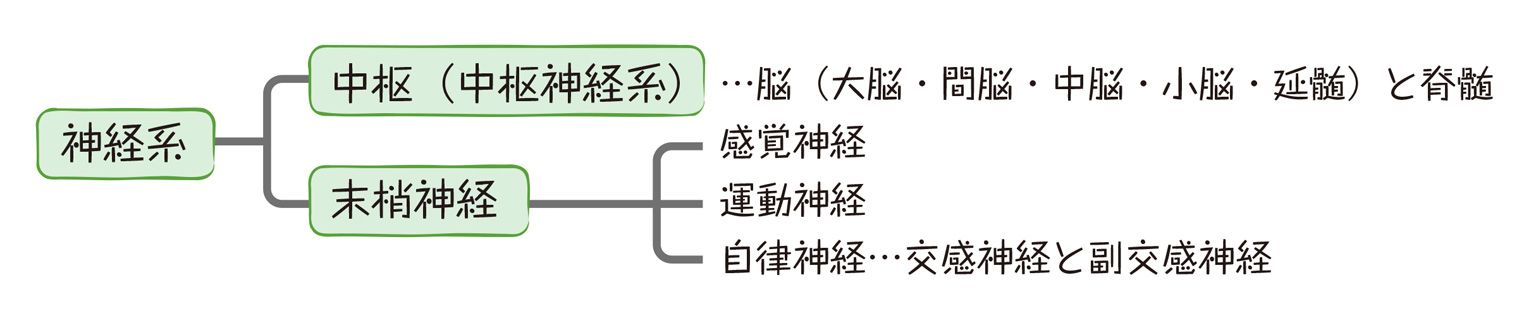 神経系
中枢（中枢神経系）…脳（大脳・間脳・中脳・小脳・延髄）と脊髄
末梢神経
感覚神経
運動神経
自律神経…交感神経と副交感神経